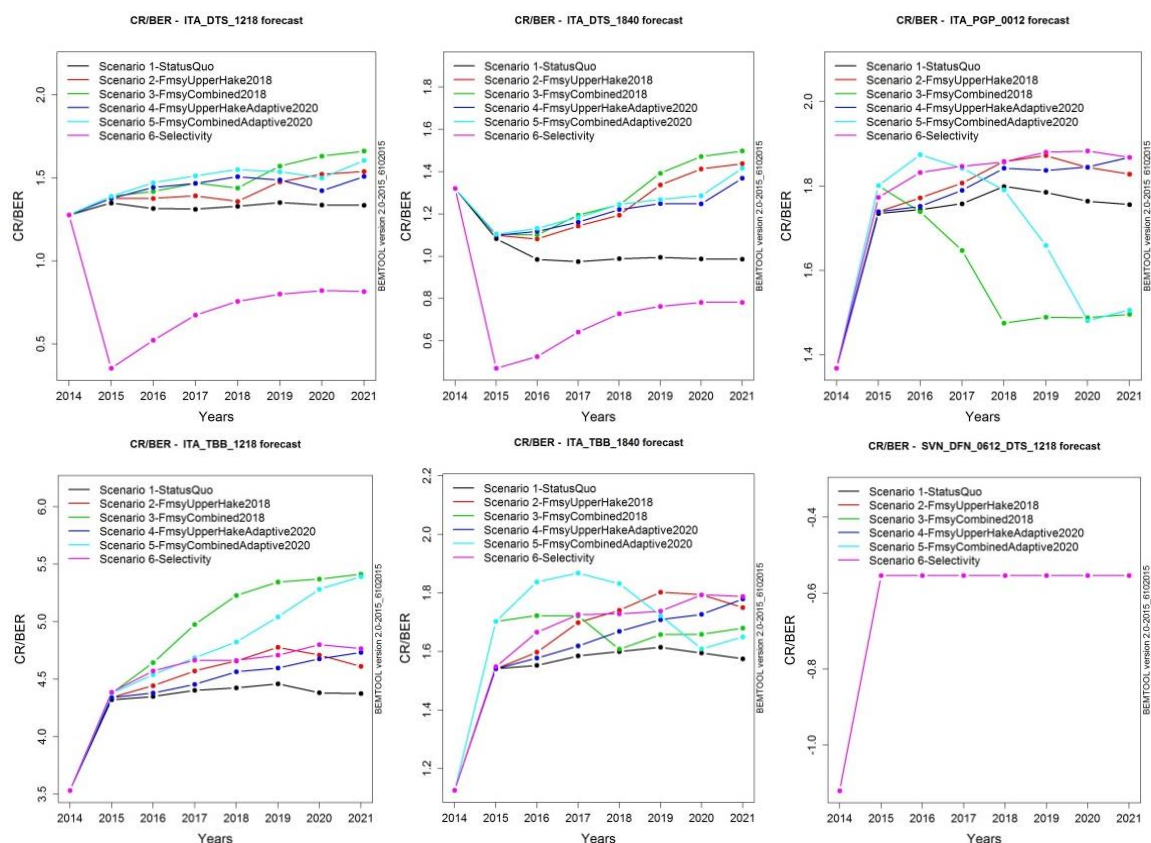 CR/BER - ITA_DTS_1218 forecast
Scenario 1-StatusQuo
Scenario 2-FmsyUpperHake2018
Scenario 3-FmsyCombined2018
Scenario 4-FmsyUpperHakeAdaptive2020
Scenario 5-FmsyCombinedAdaptive2020
Scenario 6-Selectivity
2.0
1.5
1.0
0.5
CR/BER
2014 2015 2016 2017 2018 2019 2020 2021
Years
BEMTOOL version 2.0-2015_6102015
CR/BER - ITA_DTS_1840 forecast
Scenario 1-StatusQuo
Scenario 2-FmsyUpperHake2018
Scenario 3-FmsyCombined2018
Scenario 4-FmsyUpperHakeAdaptive2020
Scenario 5-FmsyCombinedAdaptive2020
Scenario 6-Selectivity
1.8
1.6
1.4
1.2
1.0
0.8
0.6
CR/BER
2014 2015 2016 2017 2018 2019 2020 2021
Years
BEMTOOL version 2.0-2015_6102015
CR/BER - ITA_PGP_0012 forecast
Scenario 1-StatusQuo
Scenario 2-FmsyUpperHake2018
Scenario 3-FmsyCombined2018
Scenario 4-FmsyUpperHakeAdaptive2020
Scenario 5-FmsyCombinedAdaptive2020
Scenario 6-Selectivity
2.0
1.8
1.6
1.4
CR/BER
2014 2015 2016 2017 2018 2019 2020 2021
Years
BEMTOOL version 2.0-2015_6102015
CR/BER - ITA_TBB_1218 forecast
Scenario 1-StatusQuo
Scenario 2-FmsyUpperHake2018
Scenario 3-FmsyCombined2018
Scenario 4-FmsyUpperHakeAdaptive2020
Scenario 5-FmsyCombinedAdaptive2020
Scenario 6-Selectivity
6.0
5.5
5.0
4.5
4.0
3.5
CR/BER
2014 2015 2016 2017 2018 2019 2020 2021
Years
BEMTOOL version 2.0-2015_6102015
CR/BER - ITA_TBB_1840 forecast
Scenario 1-StatusQuo
Scenario 2-FmsyUpperHake2018
Scenario 3-FmsyCombined2018
Scenario 4-FmsyUpperHakeAdaptive2020
Scenario 5-FmsyCombinedAdaptive2020
Scenario 6-Selectivity
2.2
2.0
1.8
1.6
1.4
1.2
CR/BER
2014 2015 2016 2017 2018 2019 2020 2021
Years
BEMTOOL version 2.0-2015_6102015
CR/BER - SVN_DFN_0612_DTS_1218 forecast
Scenario 1-StatusQuo
Scenario 2-FmsyUpperHake2018
Scenario 3-FmsyCombined2018
Scenario 4-FmsyUpperHakeAdaptive2020
Scenario 5-FmsyCombinedAdaptive2020
Scenario 6-Selectivity
-0.4
-0.6
-0.8
-1.0
CR/BER
2014 2015 2016 2017 2018 2019 2020 2021
Years
BEMTOOL version 2.0-2015_6102015